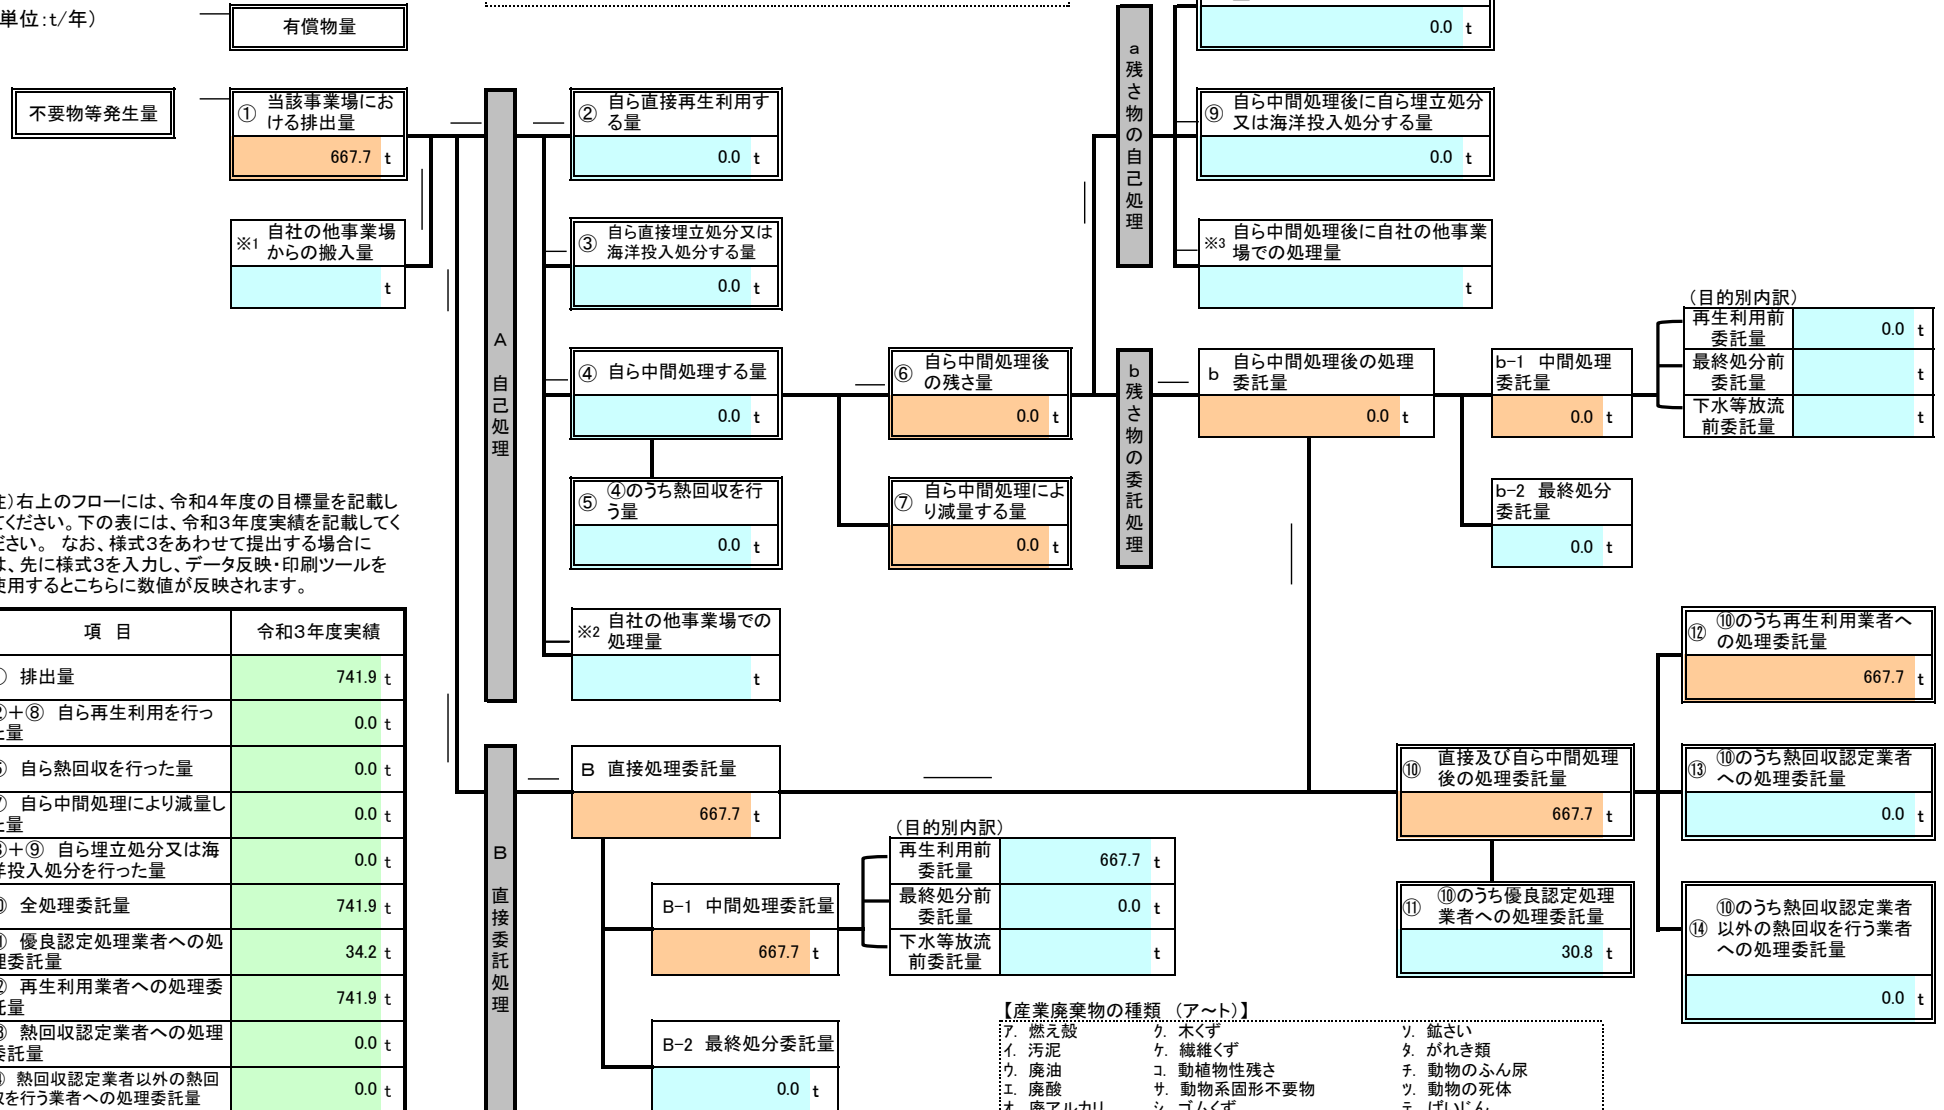 単位:t/年）
有償物量
0.0 t
不要物等発生量
① 当該事業場にお
ける排出量
667.7 t
※1 自社の他事業場
からの搬入量
t
A 自己処理
② 自ら直接再生利用す
る量
0.0 t
③ 自ら直接埋立処分又は
海洋投入処分する量
0.0 t
④ 自ら中間処理する量
0.0 t
⑤ ④のうち熱回収を行
う量
0.0 t
※2 自社の他事業場での
処理量
t
⑥ 自ら中間処理後
の残さ量
0.0 t
⑦ 自ら中間処理によ
り減量する量
0.0 t
a 残さ物の自己処理
⑨ 自ら中間処理後に自ら埋立処分
又は海洋投入処分する量
0.0 t
※3 自ら中間処理後に自社の他事業
場での処理量
t
b 残さ物の委託処理
b 自ら中間処理後の処理
委託量
0.0 t
b-1 中間処理
委託量
0.0 t
b-2 最終処分
委託量
0.0 t
（目的別内訳）
再生利用前
委託量
0.0 t
最終処分前
委託量
t
下水等放流
前委託量
t
右上のフローには、令和4年度の目標量を記載し
ください。下の表には、令和3年度実績を記載してく
さい。 なお、様式3をあわせて提出する場合に
、先に様式3を入力し、データ反映・印刷ツールを
用するとこちらに数値が反映されます。
項 目 令和3年度実績
排出量 741.9 t
＋⑧ 自ら再生利用を行っ
量 0.0 t
自ら熱回収を行った量 0.0 t
自ら中間処理により減量し
量 0.0 t
＋⑨ 自ら埋立処分又は海
投入処分を行った量 0.0 t
全処理委託量 741.9 t
優良認定処理業者への処
委託量 34.2 t
再生利用業者への処理委
量 741.9 t
熱回収認定業者への処理
託量 0.0 t
熱回収認定業者以外の熱回
を行う業者への処理委託量 0.0 t
B 直接委託処理
B 直接処理委託量
667.7 t
B-1 中間処理委託量
667.7 t
B-2 最終処分委託量
0.0 t
（目的別内訳）
再生利用前
委託量
667.7 t
最終処分前
委託量
0.0 t
下水等放流
前委託量
t
⑩ 直接及び自ら中間処理
後の処理委託量
667.7 t
⑪ ⑩のうち優良認定処理
業者への処理委託量
30.8 t
⑫ ⑩のうち再生利用業者へ
の処理委託量
667.7 t
⑬ ⑩のうち熱回収認定業者
への処理委託量
0.0 t
⑭ ⑩のうち熱回収認定業者
以外の熱回収を行う業者
への処理委託量
0.0 t
【産業廃棄物の種類 （ア～ト）】
ｱ. 燃え殻 ｸ. 木くず ｿ. 鉱さい
ｲ. 汚泥 ｹ. 繊維くず ﾀ. がれき類
ｳ. 廃油 ｺ. 動植物性残さ ﾁ. 動物のふん尿
ｴ. 廃酸 ｻ. 動物系固形不要物 ﾂ. 動物の死体
ｵ. 廃アルカリ ｼ. ゴムくず ﾃ. ばいじん